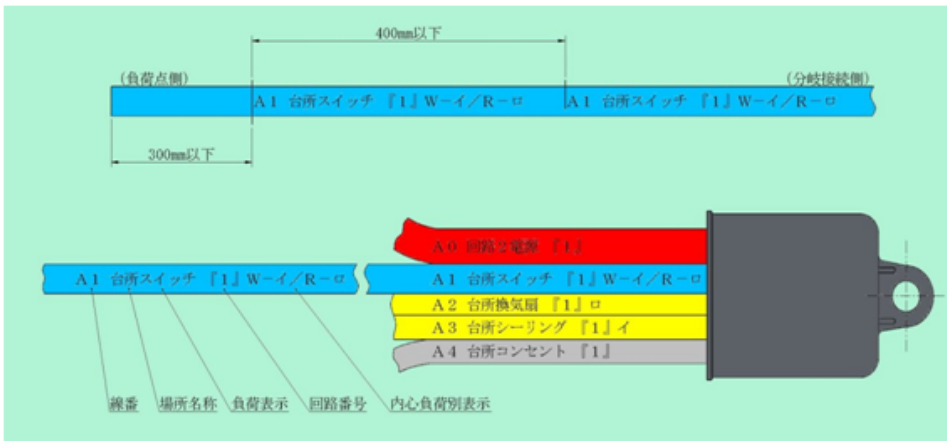 400mm以下
(負荷点側)
(分岐接続側)
A1 台所スイッチ 『1』W-イ/R-ロ A1 台所スイッチ 『1』W-イ/R-ロ
300mm以下
A0 回路2電源 『1』
A1 台所スイッチ 『1』W-イ/R-ロ A1 台所スイッチ 『1』W-イ/R-ロ
A2 台所換気扇 『1』ロ
A3 台所シーリング 『1』イ
A4 台所コンセント 『1』
線番 場所名称 負荷表示 回路番号 内心負荷別表示